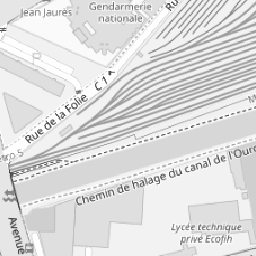 Jean Jaurès
Gendarmerie
nationale
Rue de la Folie
Chemin de halage du canal de l'Ourc
Avenue
Lycée technique
privé Ecofih